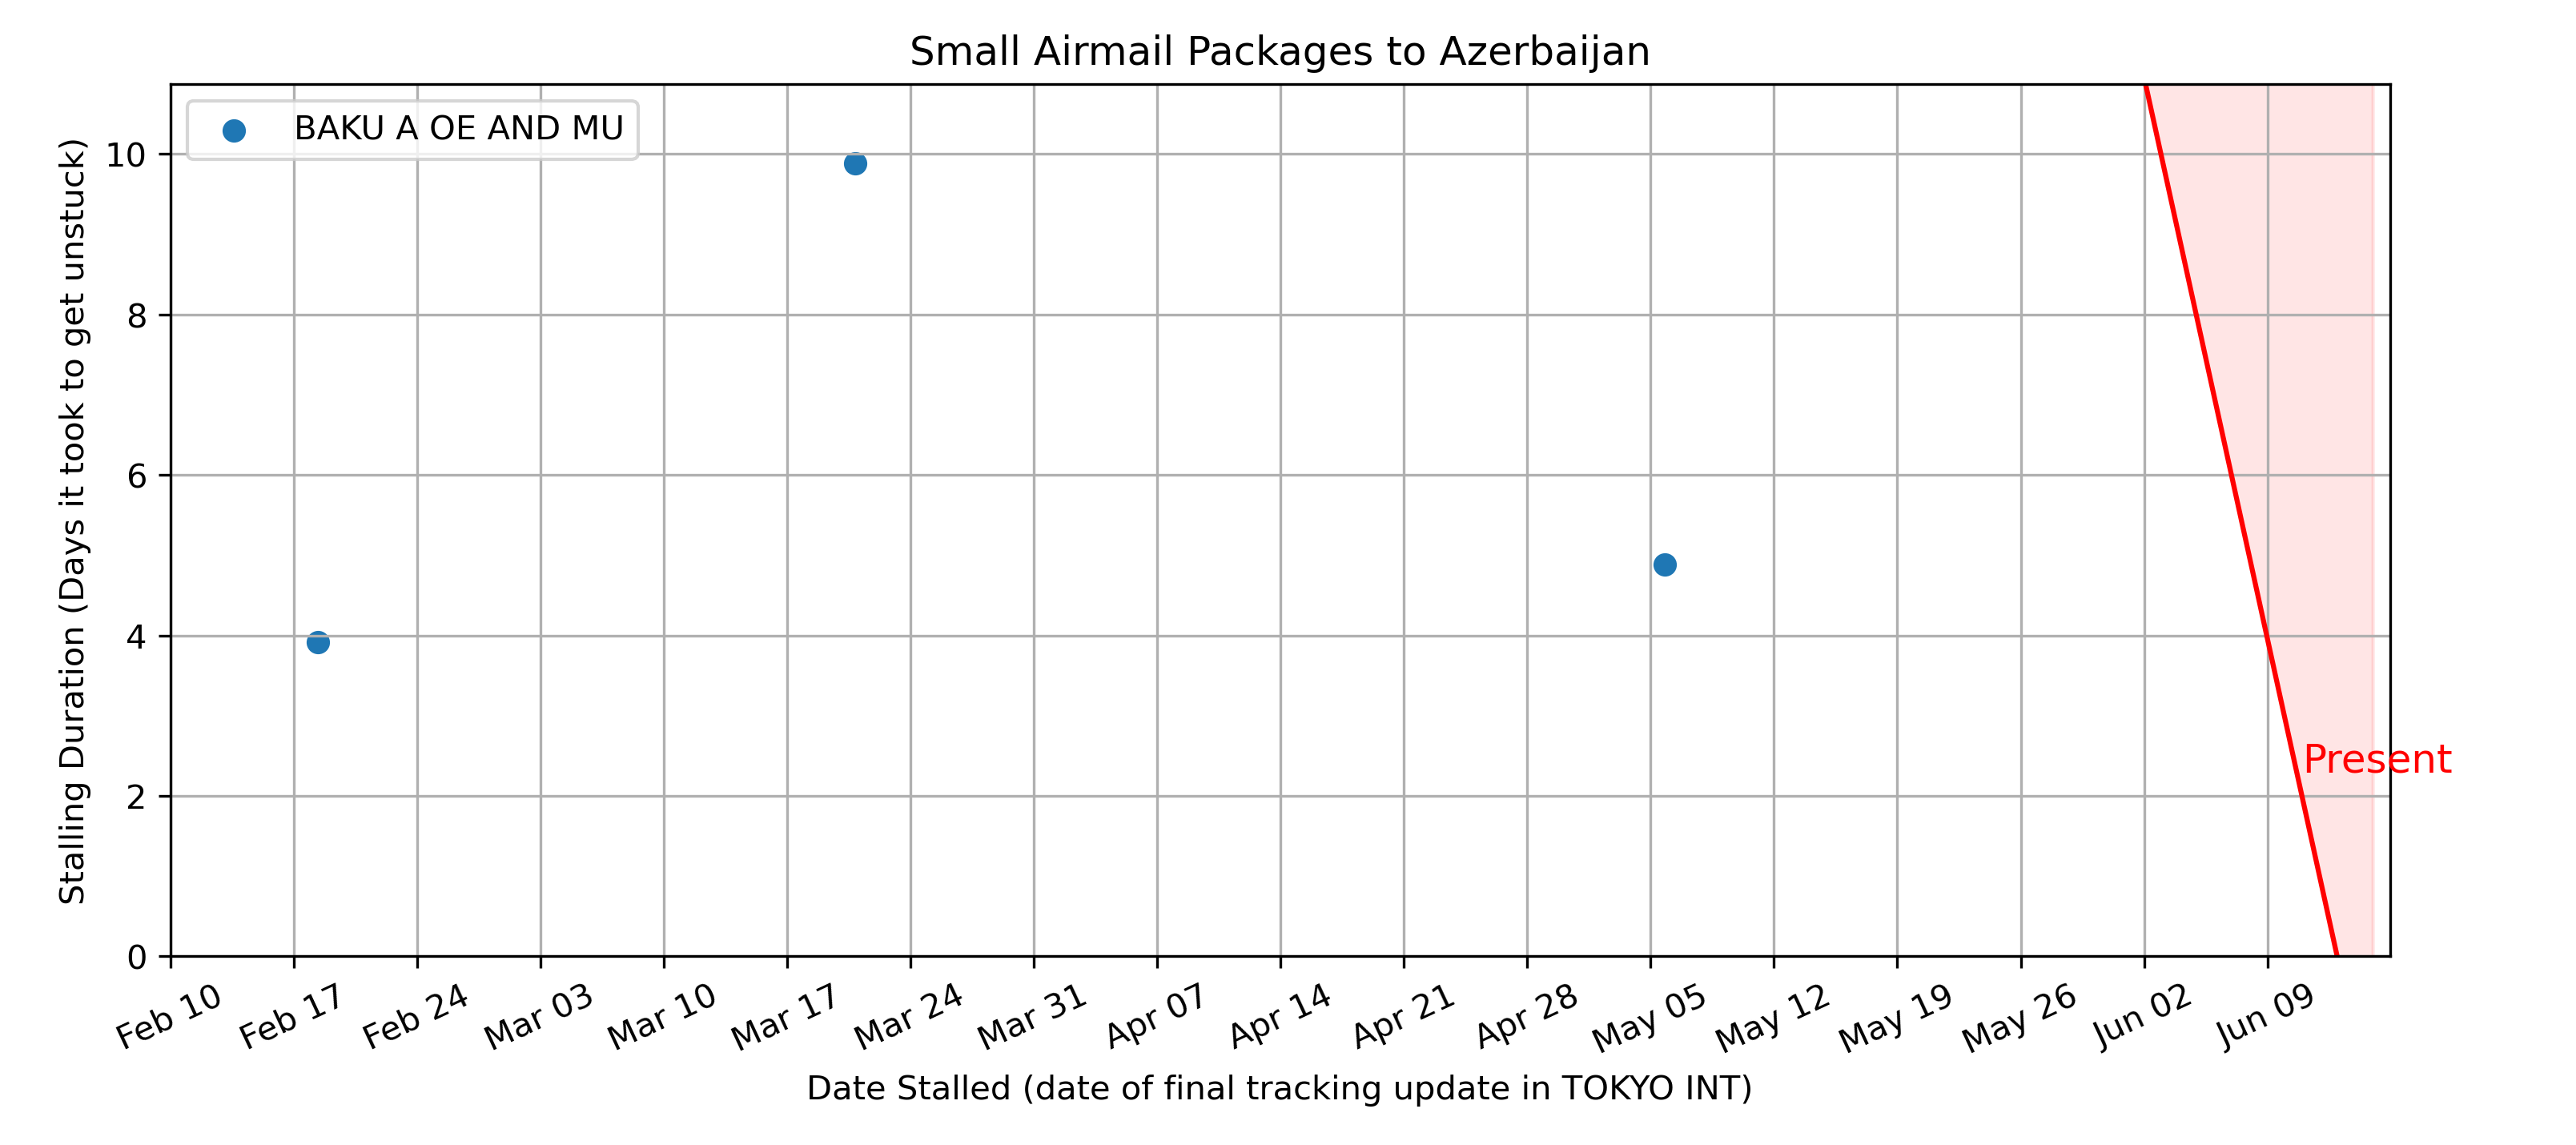 Small Airmail Packages to Azerbaijan
BAKU A OE AND MU
Stalling Duration (Days it took to get unstuck)
10
8
6
4
2
0
Present
Feb 10
Feb 17
Feb 24
Mar 03
Mar 10
Mar 17
Mar 24
Mar 31
Apr 07
Apr 14
Apr 21
Apr 28
May 05
May 12
May 19
May 26
Jun 02
Jun 09
Date Stalled (date of final tracking update in TOKYO INT)